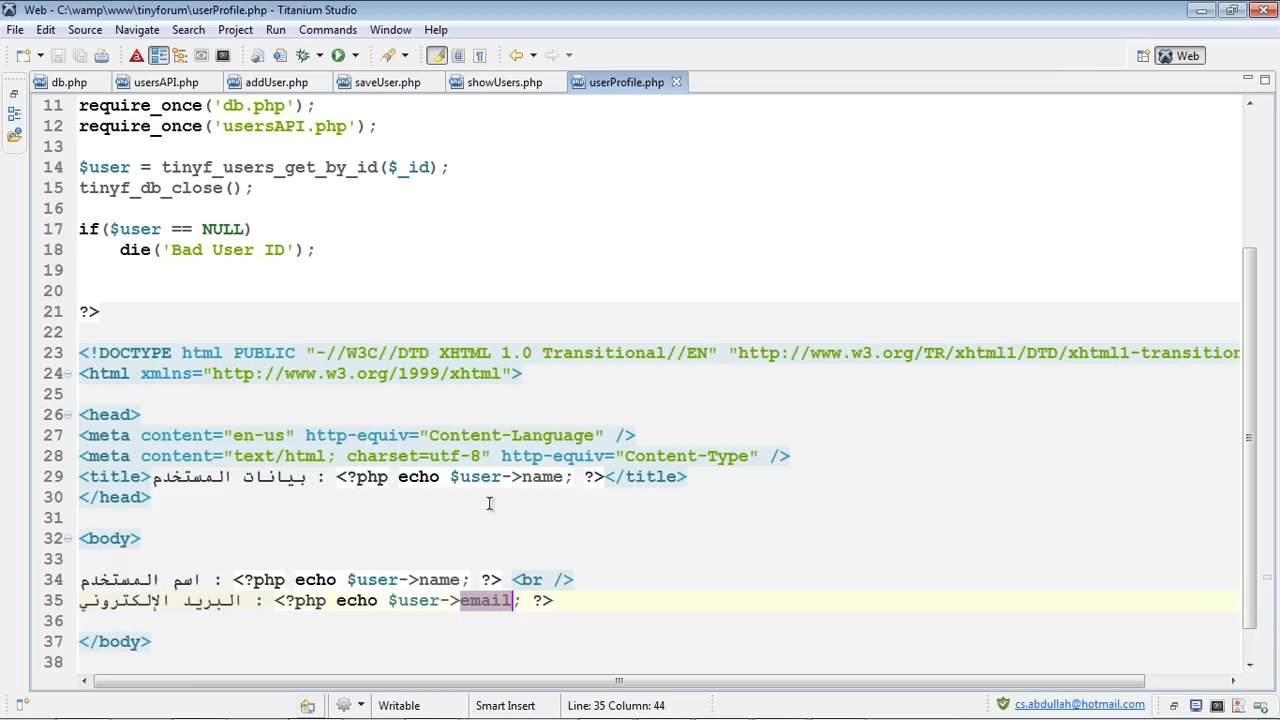 Web - C:\wamp\www\tinyforum\userProfile.php - Titanium Studio
File Edit Source Navigate Search Project Run Commands Window Help
Web
db.php usersAPI.php addUser.php saveUser.php showUsers.php userProfile.php
11 require_once('db.php');
12 require_once('usersAPI.php');
13
14 $user = tinyf_users_get_by_id($_id);
15 tinyf_db_close();
16
17 if($user == NULL)
18 die('Bad User ID');
19
20
21 ?>
22
23 <!DOCTYPE html PUBLIC "-//W3C//DTD XHTML 1.0 Transitional//EN" "http://www.w3.org/TR/xhtml1/DTD/xhtml1-transition
24 <html xmlns="http://www.w3.org/1999/xhtml">
25
26 <head>
27 <meta content="en-us" http-equiv="Content-Language" />
28 <meta content="text/html; charset=utf-8" http-equiv="Content-Type" />
29 <title>بيانات المستخدم : <?php echo $user->name; ?></title>
30 </head>
31
32 <body>
33
34 اسم المستخدم : <?php echo $user->name; ?> <br />
35 البريد الإلكتروني : <?php echo $user->email; ?>
36
37 </body>
38
Writable Smart Insert Line: 35 Column: 44 cs.abdullah@hotmail.com